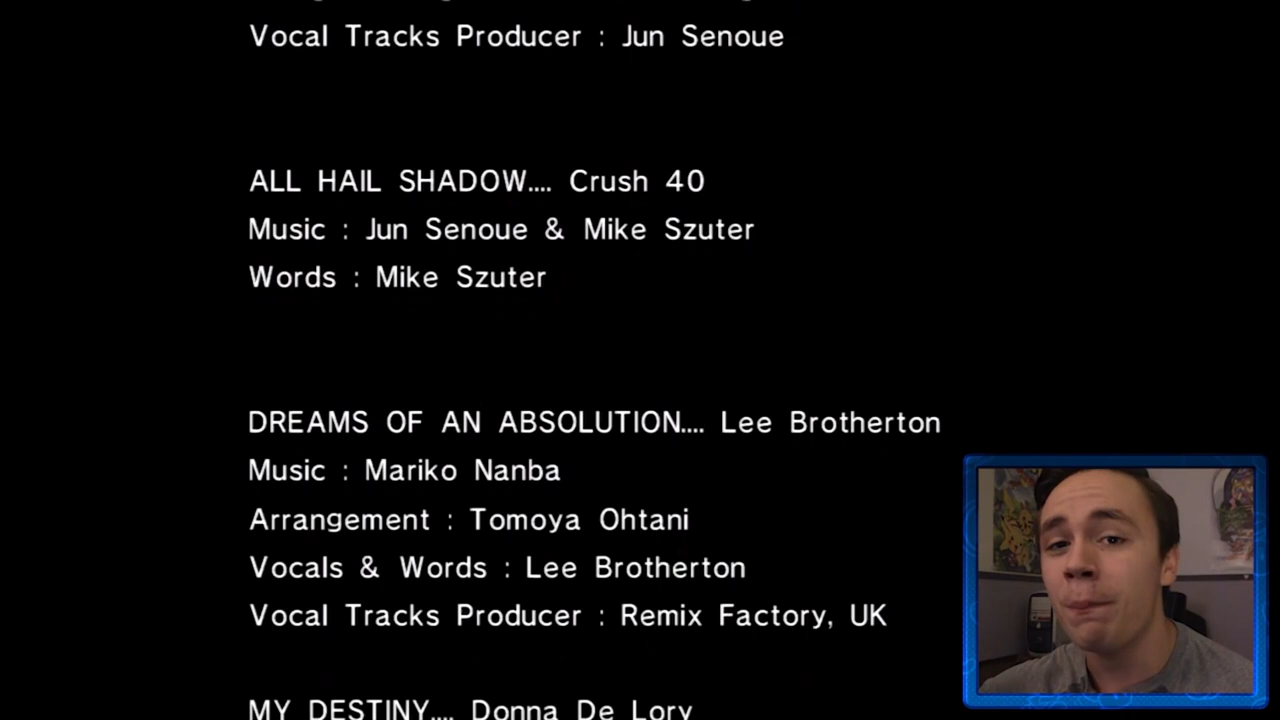 Vocal Tracks Producer : Jun Senoue
ALL HAIL SHADOW.... Crush 40
Music : Jun Senoue & Mike Szuter
Words : Mike Szuter
DREAMS OF AN ABSOLUTION.... Lee Brotherton
Music : Mariko Nanba
Arrangement : Tomoya Ohtani
Vocals & Words : Lee Brotherton
Vocal Tracks Producer : Remix Factory, UK
MY DESTINY.... Donna De Lory